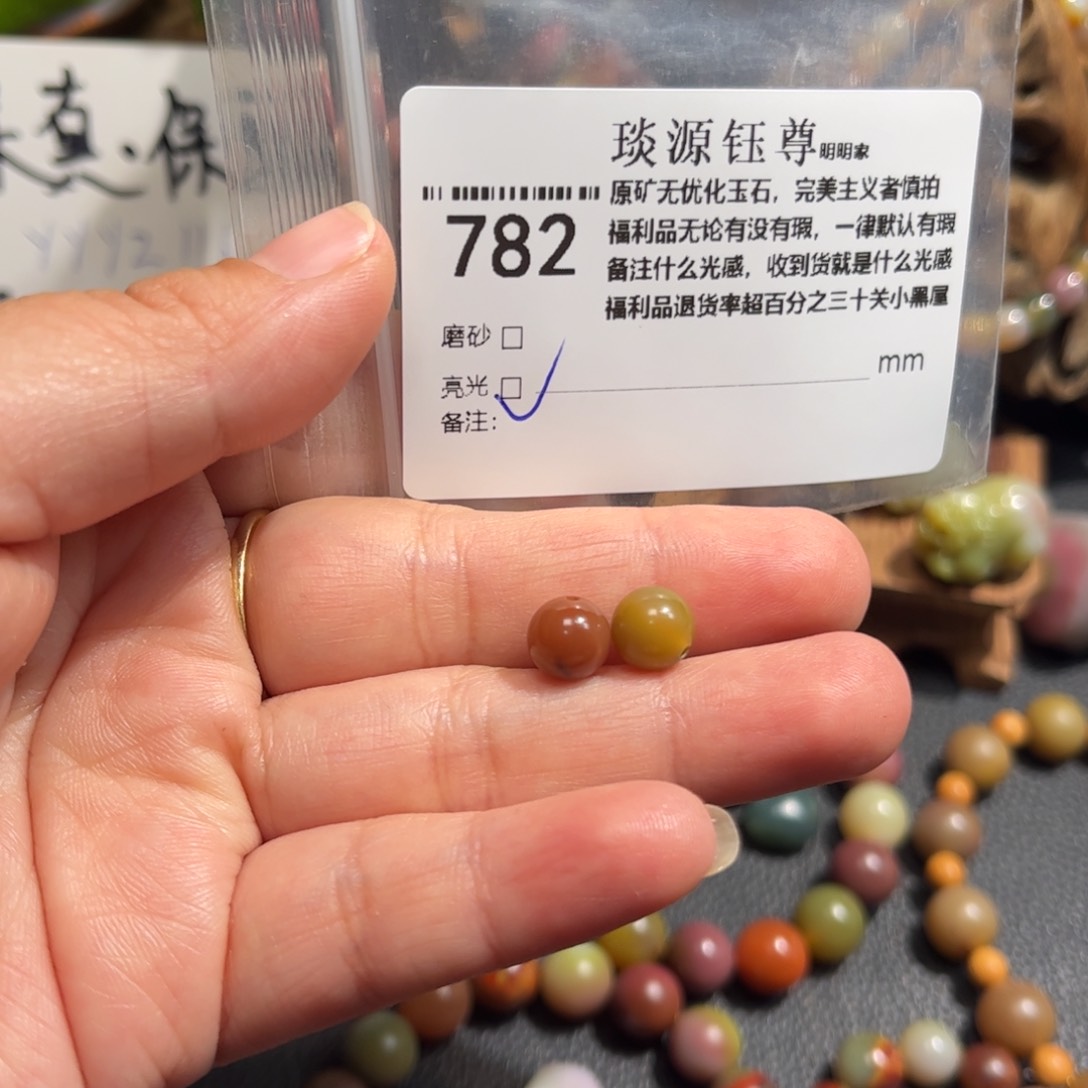 真·保
琰源钰尊明明家
原矿无优化玉石，完美主义者慎拍
782
福利品无论有没有瑕，一律默认有瑕
备注什么光感，收到货就是什么光感
福利品退货率超百分之三十关小黑屋
磨砂 □
mm
亮光 □
备注：